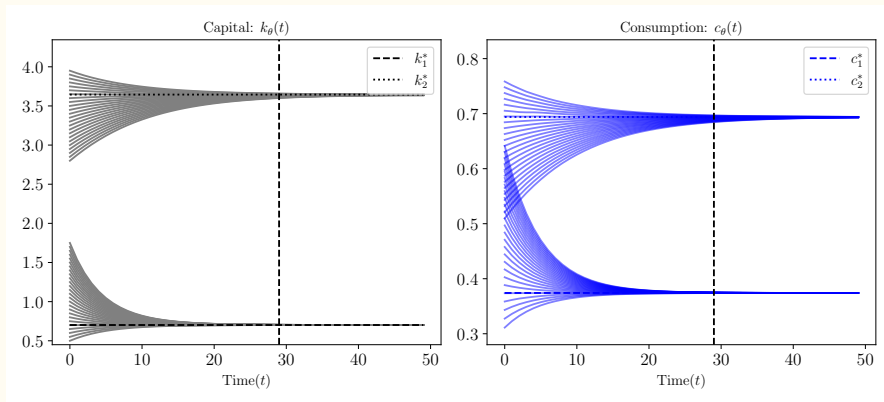 Capital: kθ(t)
4.0
3.5
3.0
2.5
2.0
1.5
1.0
0.5
0 10 20 30 40 50
Time(t)
k₁*
k₂*
Consumption: cθ(t)
0.8
0.7
0.6
0.5
0.4
0.3
0 10 20 30 40 50
Time(t)
c₁*
c₂*